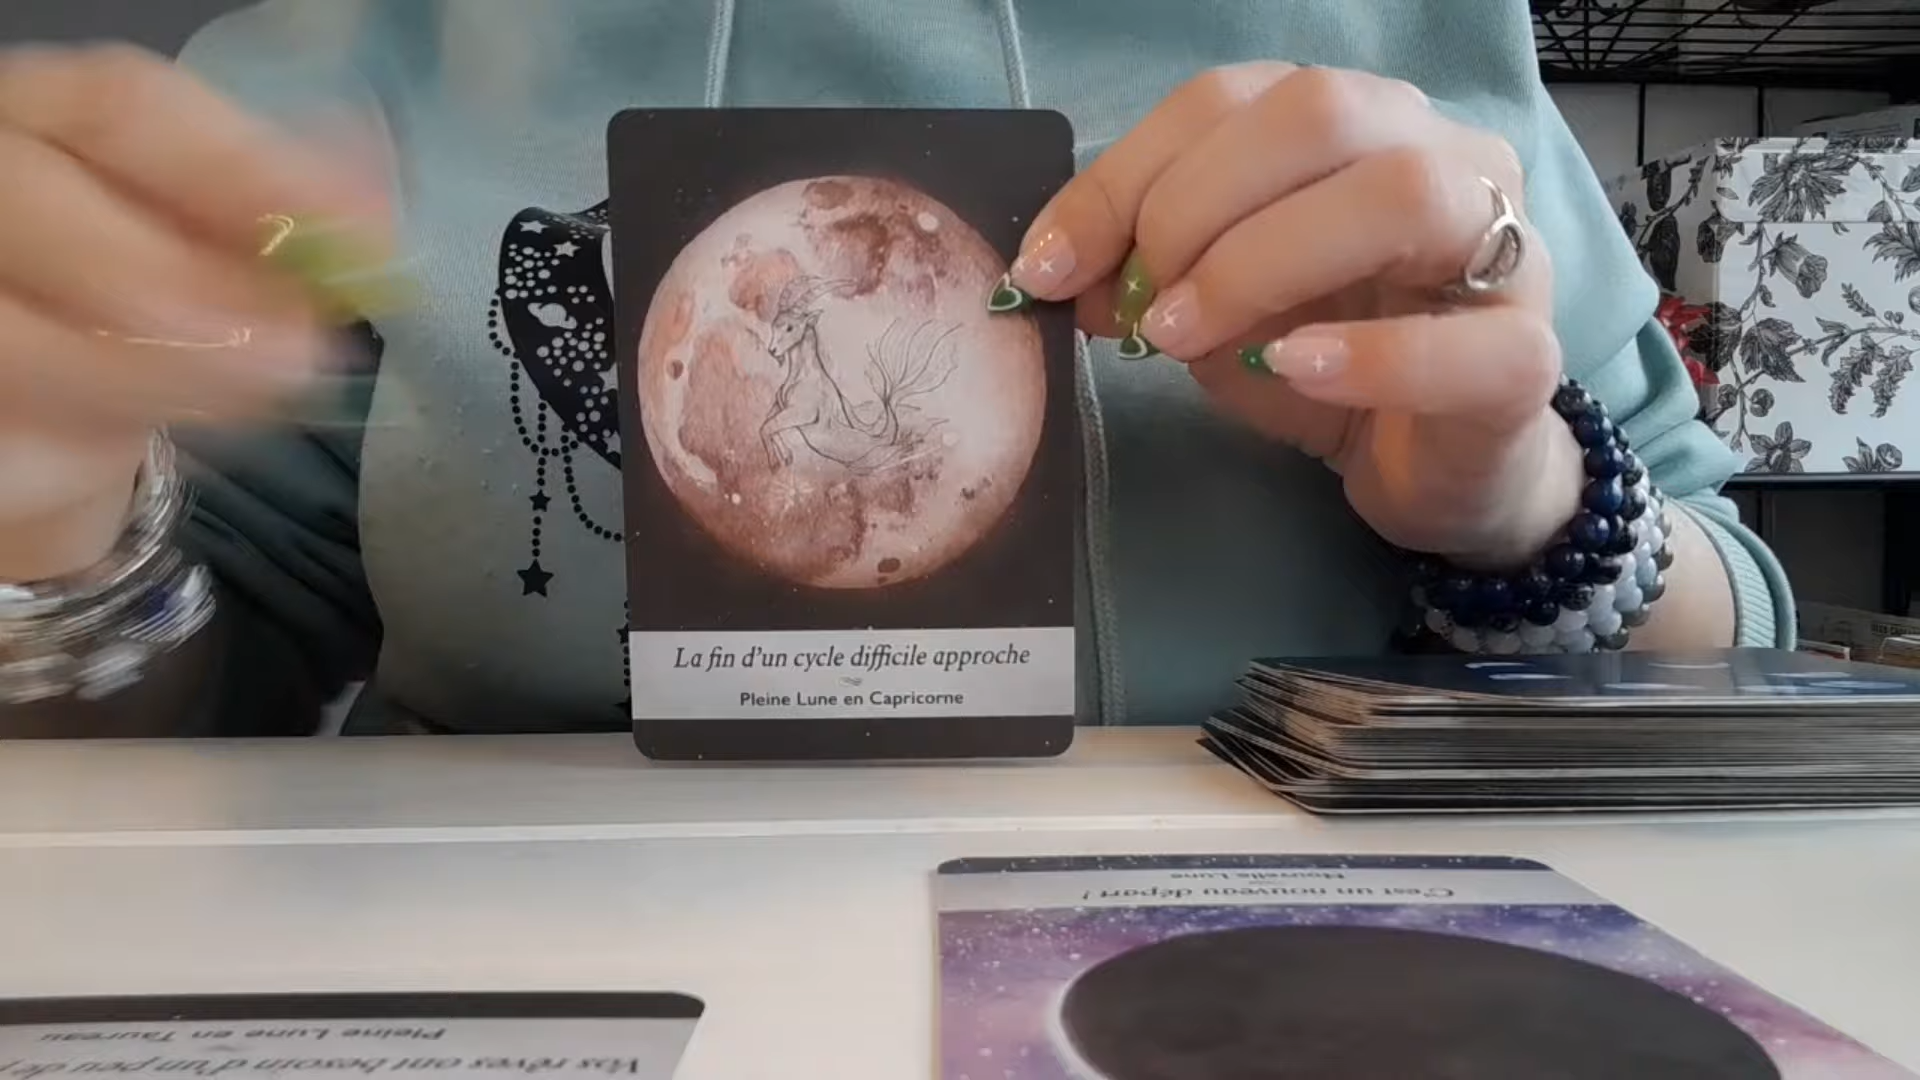 La fin d'un cycle difficile approche
Pleine Lune en Capricorne
C'est un nouveau départ !
Nouvelle Lune
Vos rêves ont besoin d'un peu de
Pleine Lune en Taureau